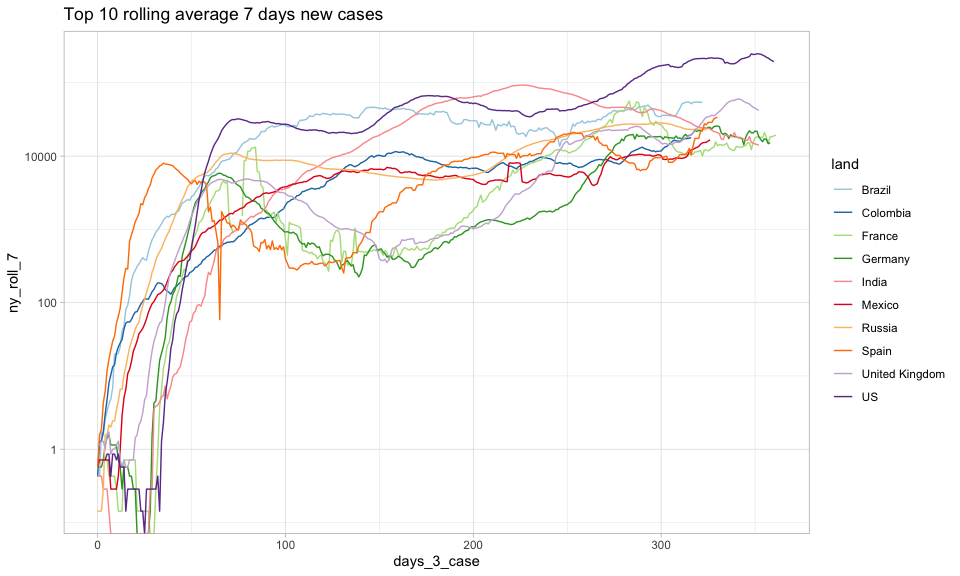 Top 10 rolling average 7 days new cases
ny_roll_7
10000
100
1
0
100
200
300
days_3_case
land
Brazil
Colombia
France
Germany
India
Mexico
Russia
Spain
United Kingdom
US